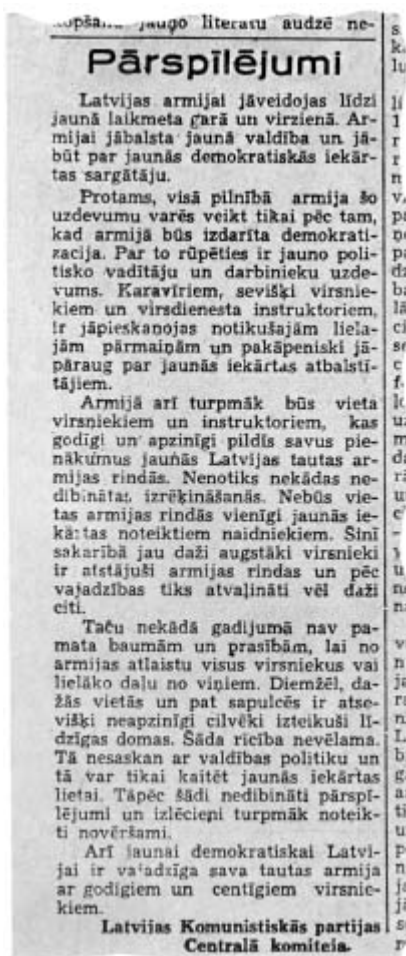 literatu audzē ne-
Pārspīlējumi
Latvijas armijai jāveidojas līdzi
jaunā laikmeta garā un virzienā. Ar-
mijai jābalsta jaunā valdība un jā-
būt par jaunās demokratiskās iekār-
tas sargātāju.
Protams, visā pilnībā armija šo
uzdevumu varēs veikt tikai pēc tam,
kad armijā būs izdarīta demokrati-
zacija. Par to rūpēties ir jauno poli-
tisko vadītāju un darbinieku uzde-
vums. Karavīriem, sevišķi virsnie-
kiem un virsdienesta instruktoriem,
ir jāpieskaņojas notikušajām liela-
jām pārmaiņām un pakāpeniski jā-
pāraug par jaunās iekārtas atbalstī-
tājiem.
Armijā arī turpmāk būs vieta
virsniekiem un instruktoriem, kas
godīgi un apzinīgi pildīs savus pie-
nākumus jaunās Latvijas tautas ar-
mijas rindās. Nenotiks nekādas ne-
dibinātas izrēķināšanās. Nebūs vie-
tas armijas rindās vienīgi jaunās ie-
kārtas noteiktiem naidniekiem. Šinī
sakarībā jau daži augstāki virsnieki
ir atstājuši armijas rindas un pēc
vajadzības tiks atvaļināti vēl daži
citi.
Taču nekādā gadijumā nav pa-
mata baumām un prasībām, lai no
armijas atlaistu visus virsniekus vai
lielāko daļu no viņiem. Diemžēl, da-
žās vietās un pat sapulcēs ir atse-
višķi neapzinīgi cilvēki izteikuši lī-
dzīgas domas. Šāda rīcība nevēlama.
Tā nesaskan ar valdības politiku un
tā var tikai kaitēt jaunās iekārtas
lietai. Tāpēc šādi nedibināti pārspī-
lējumi un izlēcieni turpmāk noteik-
ti novēršami.
Arī jaunai demokratiskai Latvi-
jai ir vajadzīga sava tautas armija
ar godīgiem un centīgiem virsnie-
kiem.
Latvijas Komunistiskās partijas
Centralā komiteja.